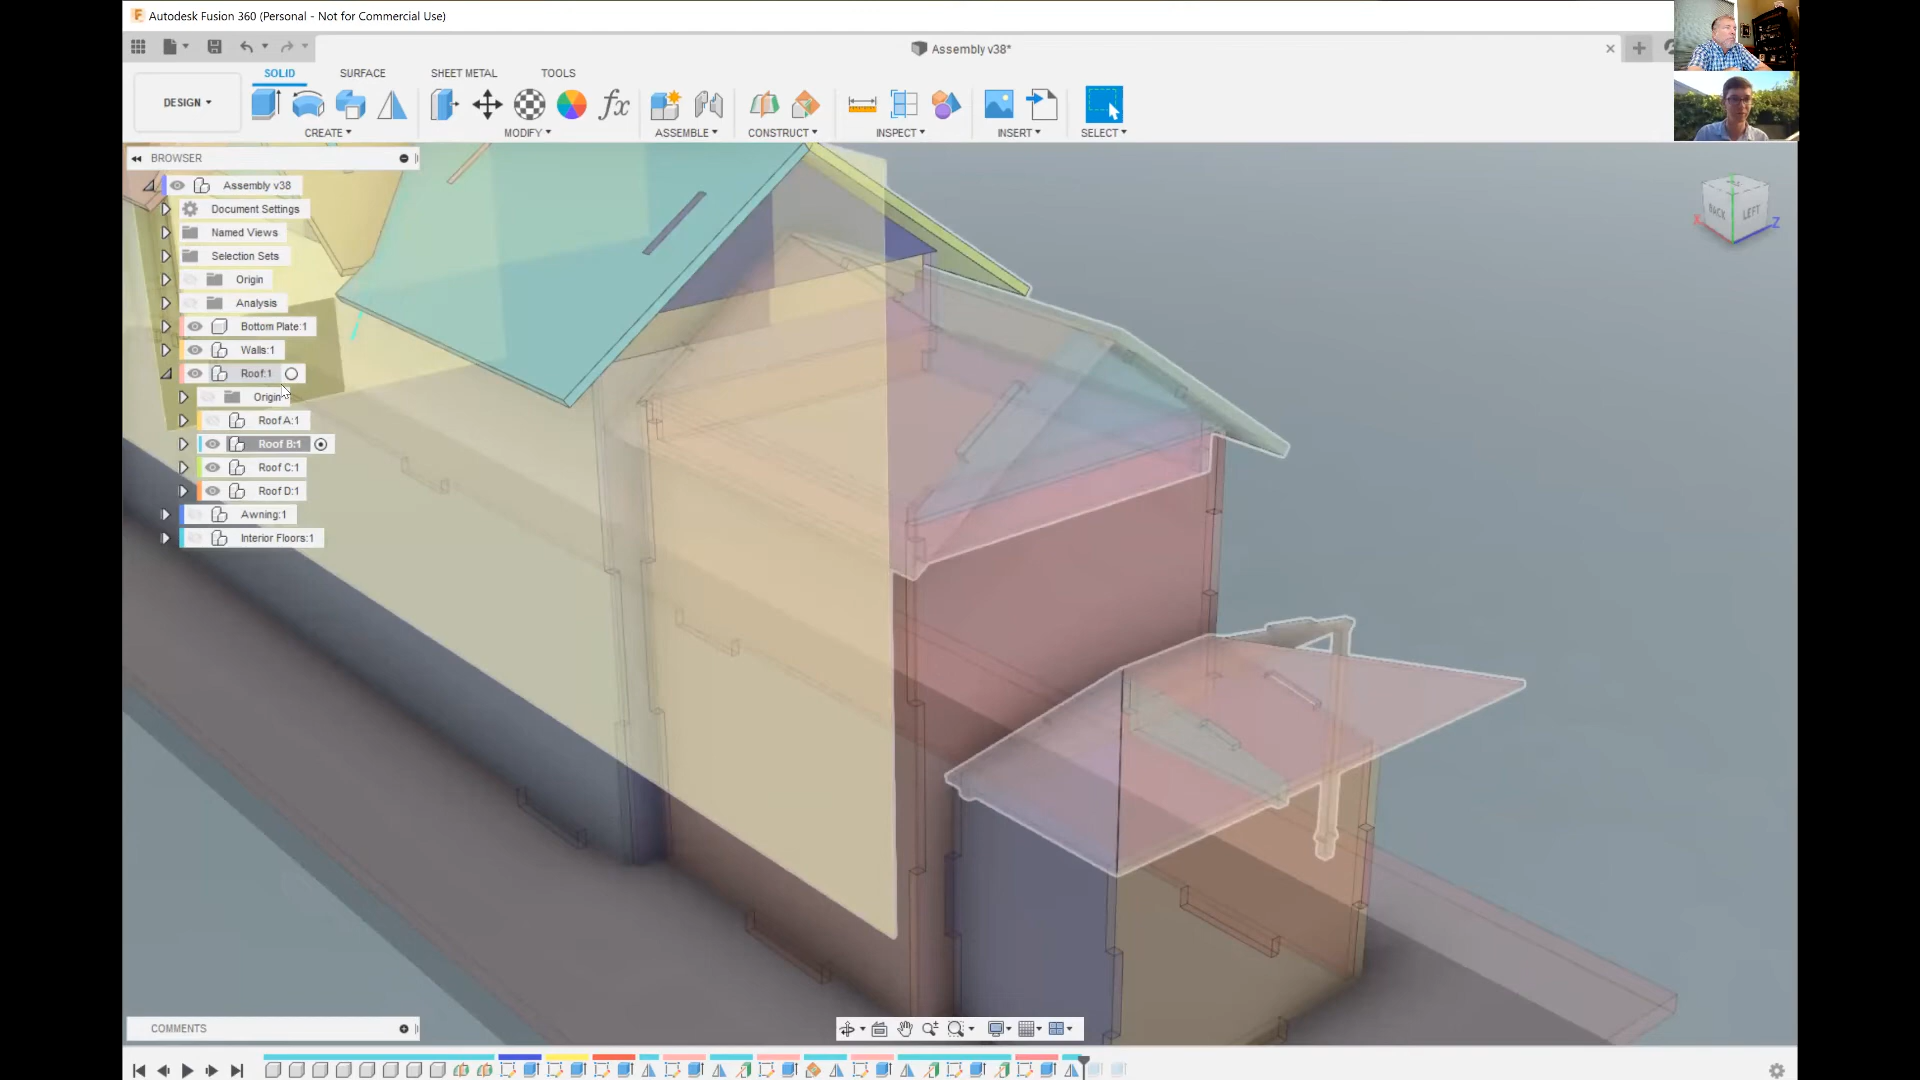 Autodesk Fusion 360 (Personal - Not for Commercial Use)
Assembly v38*
SOLID SURFACE SHEET METAL TOOLS
DESIGN
CREATE MODIFY ASSEMBLE CONSTRUCT INSPECT INSERT SELECT
fx
BROWSER
Assembly v38
Document Settings
Named Views
Selection Sets
Origin
Analysis
Bottom Plate:1
Walls:1
Roof:1
Origin
Roof A:1
Roof B:1
Roof C:1
Roof D:1
Awning:1
Interior Floors:1
BACK LEFT
X Z
COMMENTS